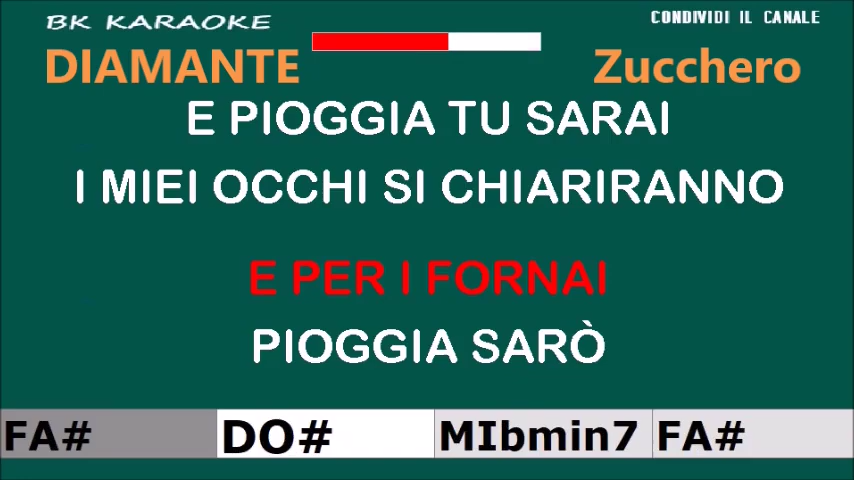 BK KARAOKE
CONDIVIDI IL CANALE
DIAMANTE
Zucchero
E PIOGGIA TU SARAI
I MIEI OCCHI SI CHIARIRANNO
E PER I FORNAI
PIOGGIA SARÒ
FA# DO# MIbmin7 FA#